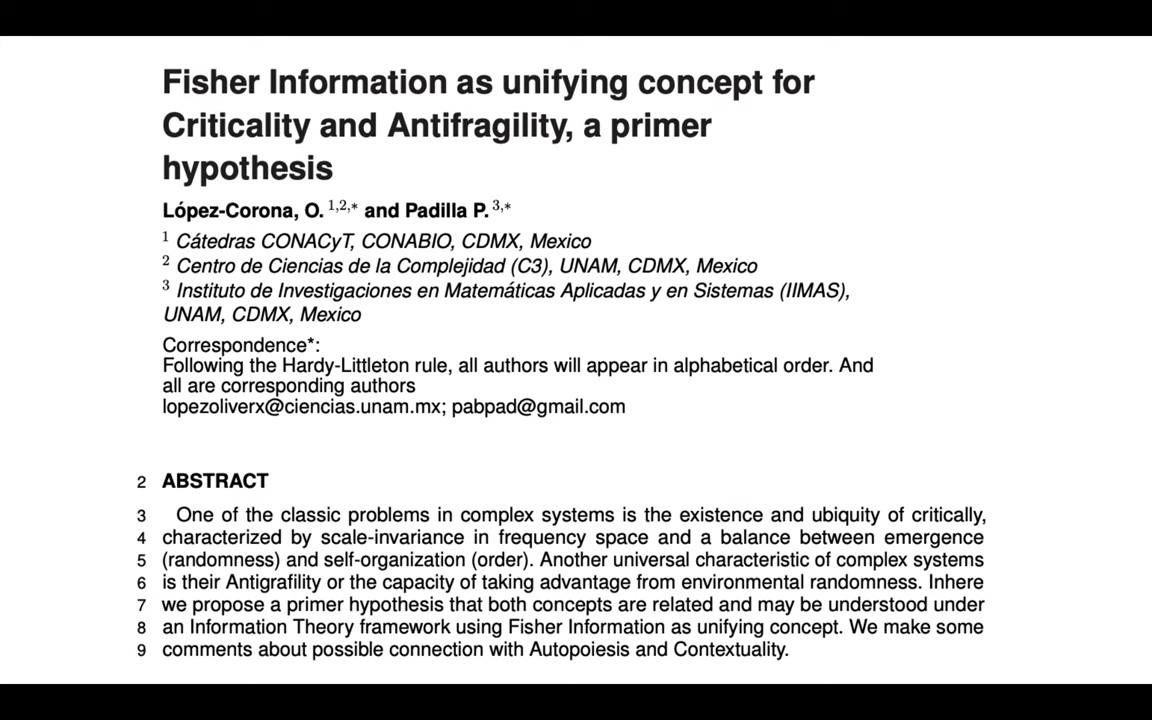 Fisher Information as unifying concept for
Criticality and Antifragility, a primer
hypothesis
López-Corona, O. 1,2,* and Padilla P. 3,*
1 Cátedras CONACyT, CONABIO, CDMX, Mexico
2 Centro de Ciencias de la Complejidad (C3), UNAM, CDMX, Mexico
3 Instituto de Investigaciones en Matemáticas Aplicadas y en Sistemas (IIMAS),
UNAM, CDMX, Mexico
Correspondence*:
Following the Hardy-Littleton rule, all authors will appear in alphabetical order. And
all are corresponding authors
lopezoliverx@ciencias.unam.mx; pabpad@gmail.com
2 ABSTRACT
3 One of the classic problems in complex systems is the existence and ubiquity of critically,
4 characterized by scale-invariance in frequency space and a balance between emergence
5 (randomness) and self-organization (order). Another universal characteristic of complex systems
6 is their Antigrafility or the capacity of taking advantage from environmental randomness. Inhere
7 we propose a primer hypothesis that both concepts are related and may be understood under
8 an Information Theory framework using Fisher Information as unifying concept. We make some
9 comments about possible connection with Autopoiesis and Contextuality.